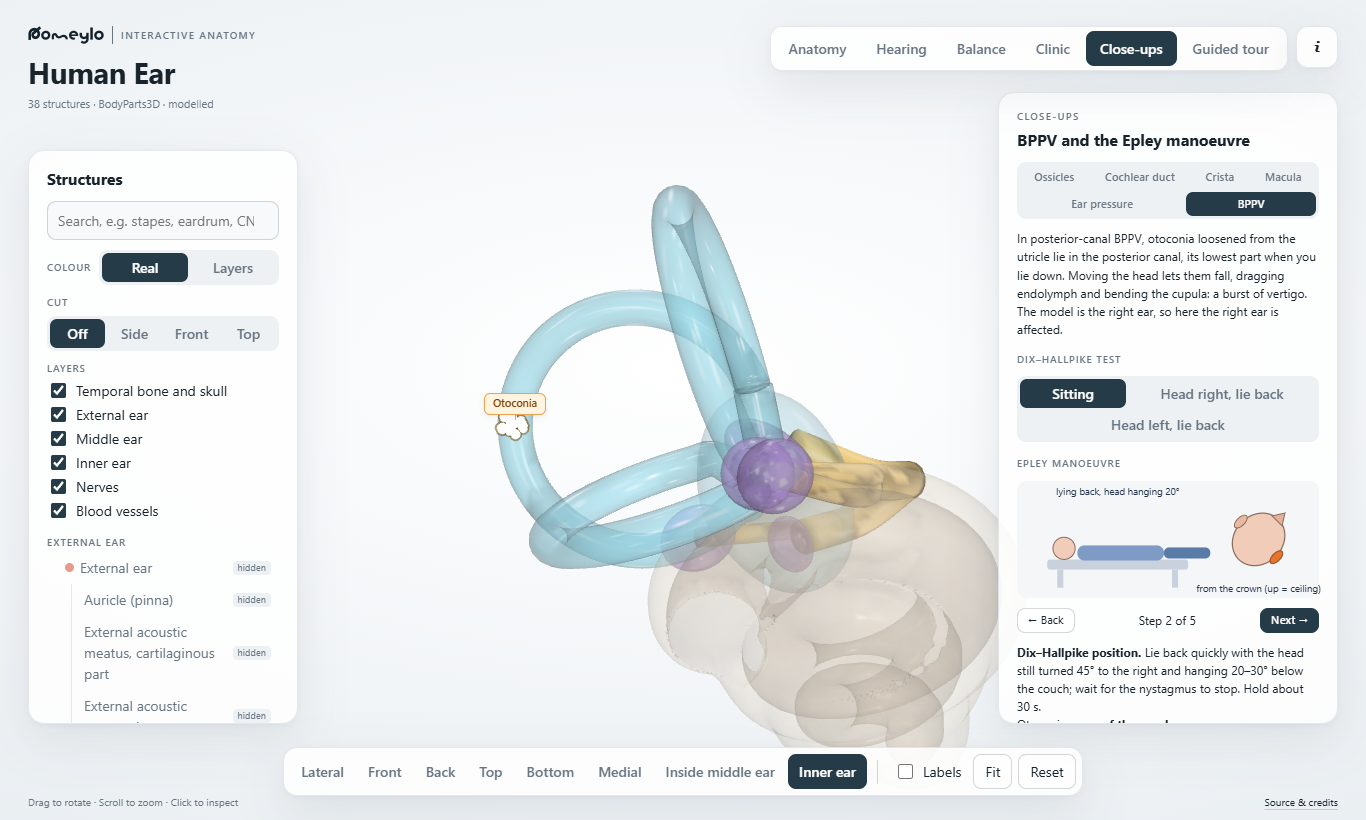 Pomeylo
INTERACTIVE ANATOMY
Human Ear
38 structures · BodyParts3D · modelled
Anatomy
Hearing
Balance
Clinic
Close-ups
Guided tour
i
Structures
Search, e.g. stapes, eardrum, CN
COLOUR
Real
Layers
CUT
Off
Side
Front
Top
LAYERS
Temporal bone and skull
External ear
Middle ear
Inner ear
Nerves
Blood vessels
EXTERNAL EAR
External ear
hidden
Auricle (pinna)
hidden
External acoustic
meatus, cartilaginous
part
hidden
External acoustic
hidden
Otoconia
CLOSE-UPS
BPPV and the Epley manoeuvre
Ossicles
Cochlear duct
Crista
Macula
Ear pressure
BPPV
In posterior-canal BPPV, otoconia loosened from the
utricle lie in the posterior canal, its lowest part when you
lie down. Moving the head lets them fall, dragging
endolymph and bending the cupula: a burst of vertigo.
The model is the right ear, so here the right ear is
affected.
DIX–HALLPIKE TEST
Sitting
Head right, lie back
Head left, lie back
EPLEY MANOEUVRE
lying back, head hanging 20°
from the crown (up = ceiling)
← Back
Step 2 of 5
Next →
Dix–Hallpike position. Lie back quickly with the head
still turned 45° to the right and hanging 20–30° below
the couch; wait for the nystagmus to stop. Hold about
30 s.
Lateral
Front
Back
Top
Bottom
Medial
Inside middle ear
Inner ear
Labels
Fit
Reset
Drag to rotate · Scroll to zoom · Click to inspect
Source & credits